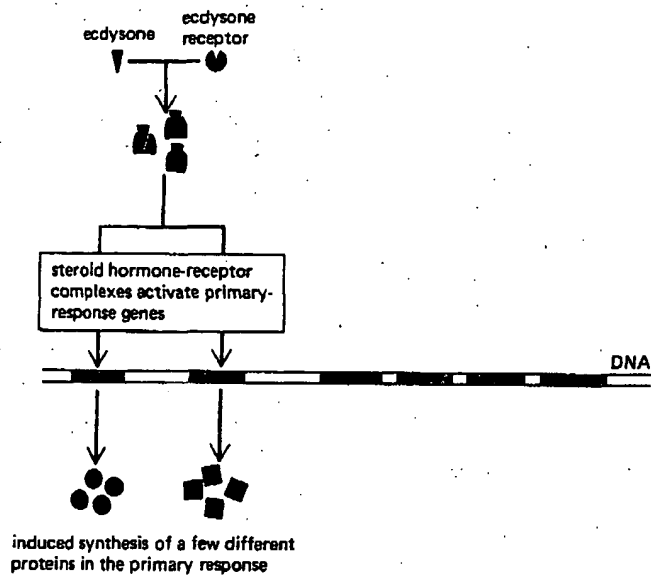 ecdysone
ecdysone
receptor
steroid hormone-receptor
complexes activate primary-
response genes
DNA
induced synthesis of a few different
proteins in the primary response